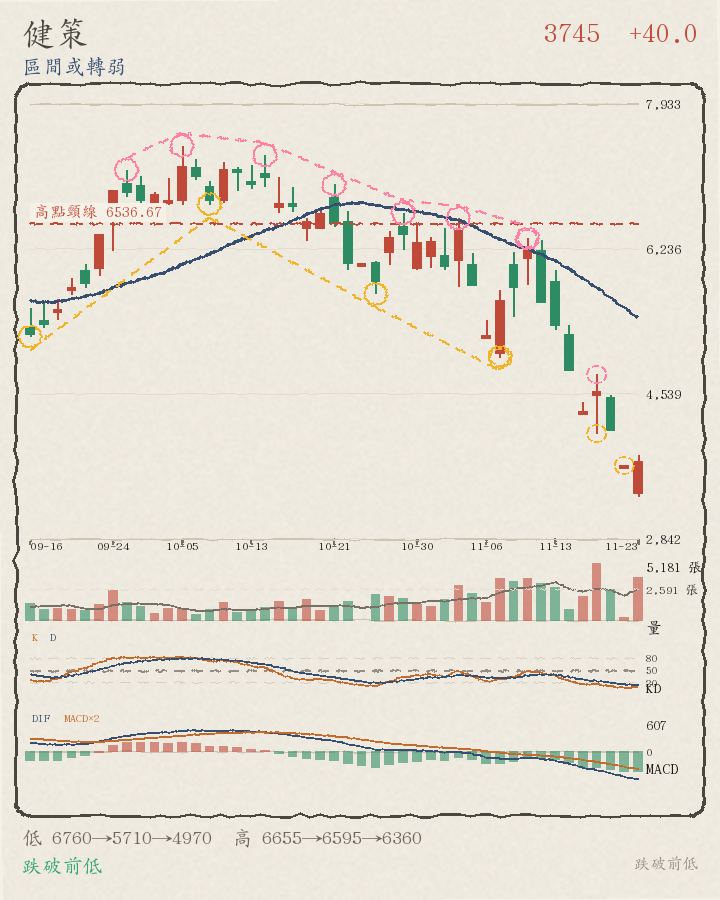 健策
3745 +40.0
區間或轉弱
7,933
高點頸線 6536.67
6,236
4,539
2,842
09-16 09-24 10-05 10-13 10-21 10-30 11-06 11-13 11-23
5,181 張
2,591 張
量
K D
80
50
20
KD
DIF MACD×2
607
0
MACD
低 6760→5710→4970 高 6655→6595→6360
跌破前低
跌破前低